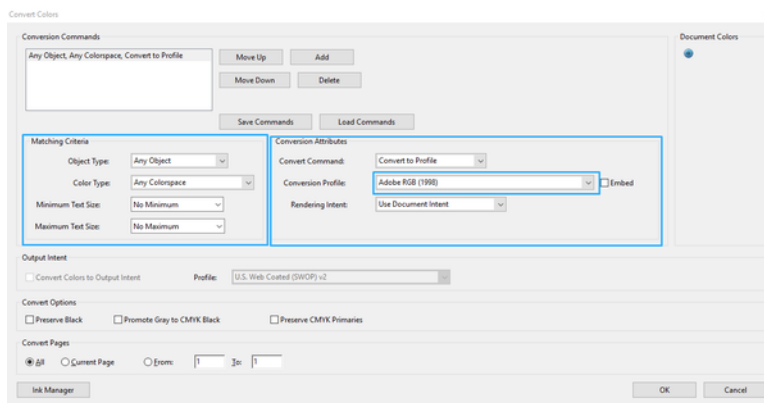 Convert Colors
Conversion Commands
Document Colors
Any Object, Any Colorspace, Convert to Profile
Move Up
Add
Move Down
Delete
Save Commands
Load Commands
Matching Criteria
Object Type: Any Object
Color Type: Any Colorspace
Minimum Text Size: No Minimum
Maximum Text Size: No Maximum
Conversion Attributes
Convert Command: Convert to Profile
Conversion Profile: Adobe RGB (1998) Embed
Rendering Intent: Use Document Intent
Output Intent
Convert Colors to Output Intent Profile: U.S. Web Coated (SWOP) v2
Convert Options
Preserve Black Promote Gray to CMYK Black Preserve CMYK Primaries
Convert Pages
All Current Page From: 1 To: 1
Ink Manager OK Cancel